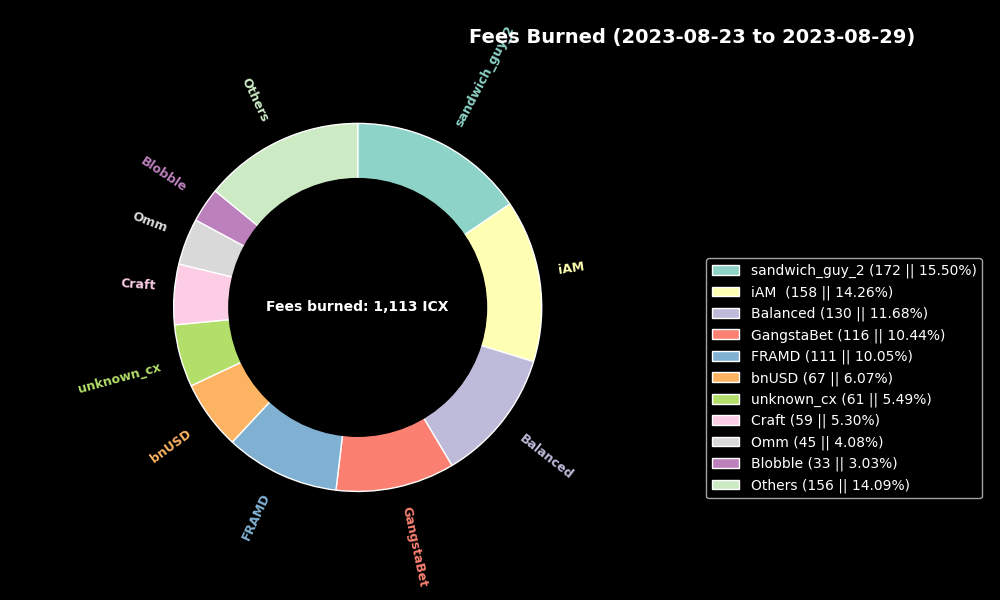 Fees Burned (2023-08-23 to 2023-08-29)
sandwich_guy_2
Others
Blobble
Omm
iAM
Craft
Fees burned: 1,113 ICX
unknown_cx
bnUSD
Balanced
FRAMD
GangstaBet
sandwich_guy_2 (172 || 15.50%)
iAM  (158 || 14.26%)
Balanced (130 || 11.68%)
GangstaBet (116 || 10.44%)
FRAMD (111 || 10.05%)
bnUSD (67 || 6.07%)
unknown_cx (61 || 5.49%)
Craft (59 || 5.30%)
Omm (45 || 4.08%)
Blobble (33 || 3.03%)
Others (156 || 14.09%)